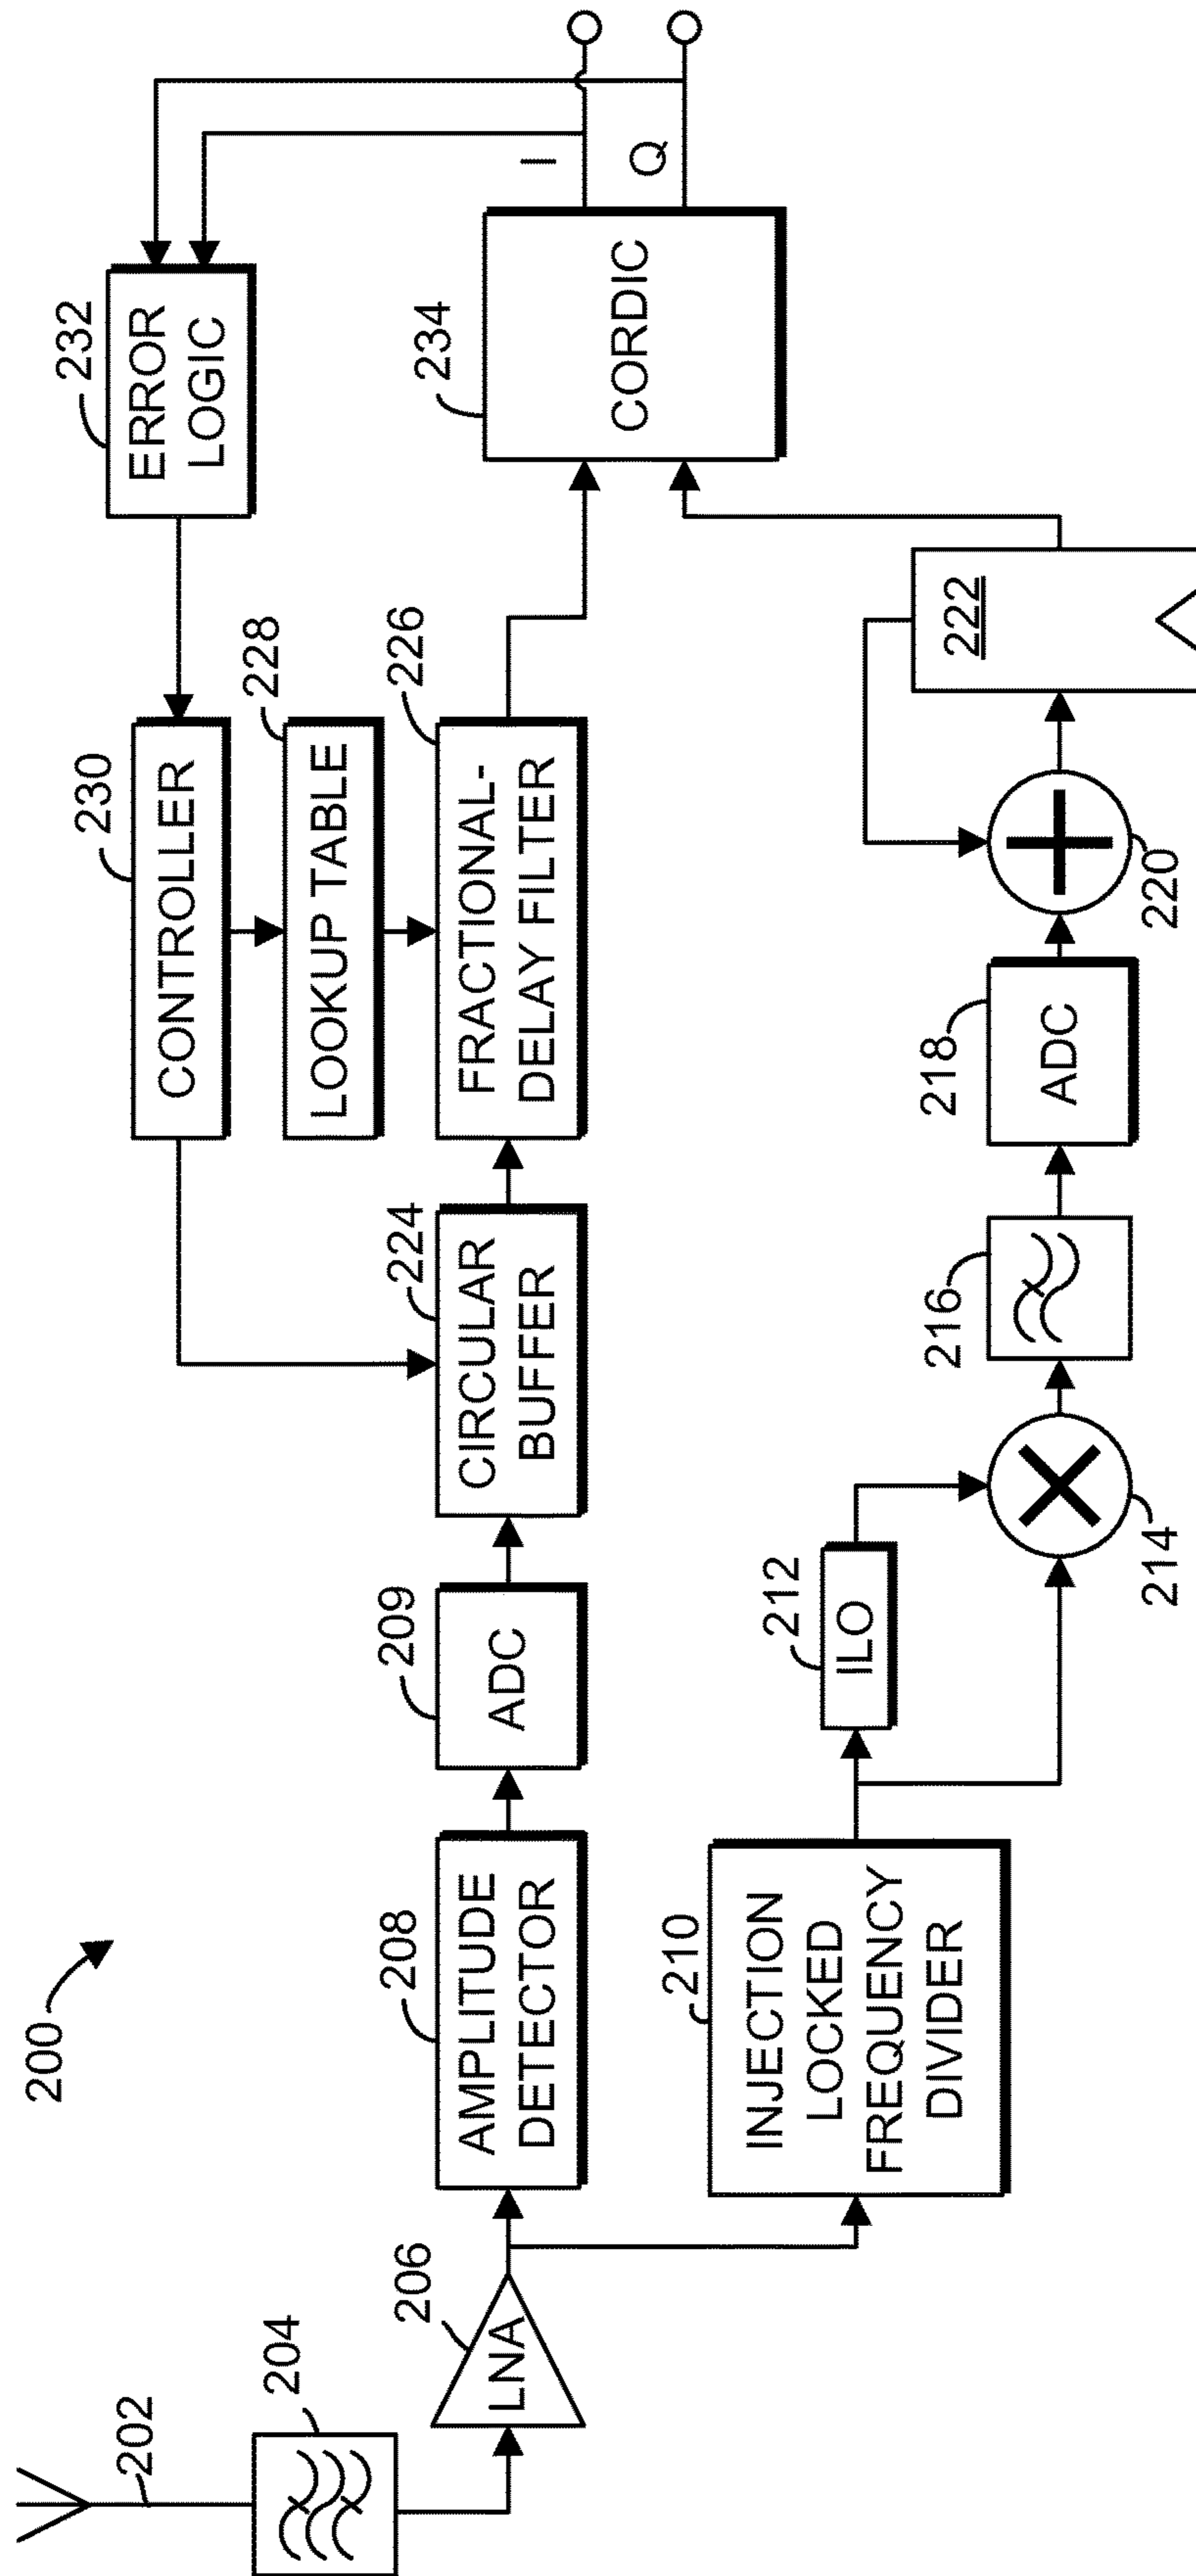 200
202
204
206
LNA
208
AMPLITUDE
DETECTOR
209
ADC
224
CIRCULAR
BUFFER
230
CONTROLLER
228
LOOKUP TABLE
226
FRACTIONAL-
DELAY FILTER
232
ERROR
LOGIC
234
CORDIC
I
Q
210
INJECTION
LOCKED
FREQUENCY
DIVIDER
212
ILO
214
216
218
ADC
220
222